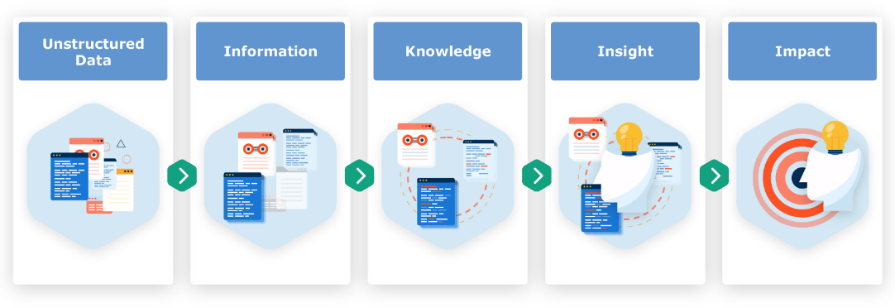 Unstructured
Data
Information
Knowledge
Insight
Impact